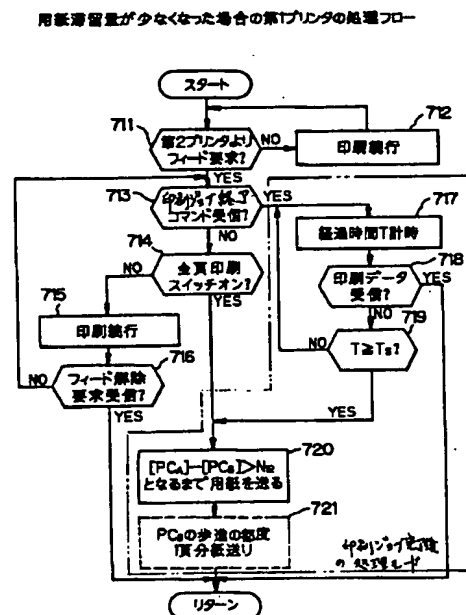 用紙滞留量が少なくなった場合の第1プリンタの処理フロー
スタート
711
第2プリンタより
フィード要求?
NO
712
印刷続行
YES
713
印刷ジョブ終了
コマンド受信?
YES
NO
717
経過時間T計時
714
全頁印刷
スイッチオン?
NO
YES
718
印刷データ
受信?
YES
NO
715
印刷続行
719
T≧Ts?
NO
YES
716
フィード解除
要求受信?
NO
YES
720
[PCA]-[PCB]>N12
となるまで用紙を送る
721
PCBの歩進の都度
1頁分紙送り
印刷ジョブ完了後
の処理モード
リターン